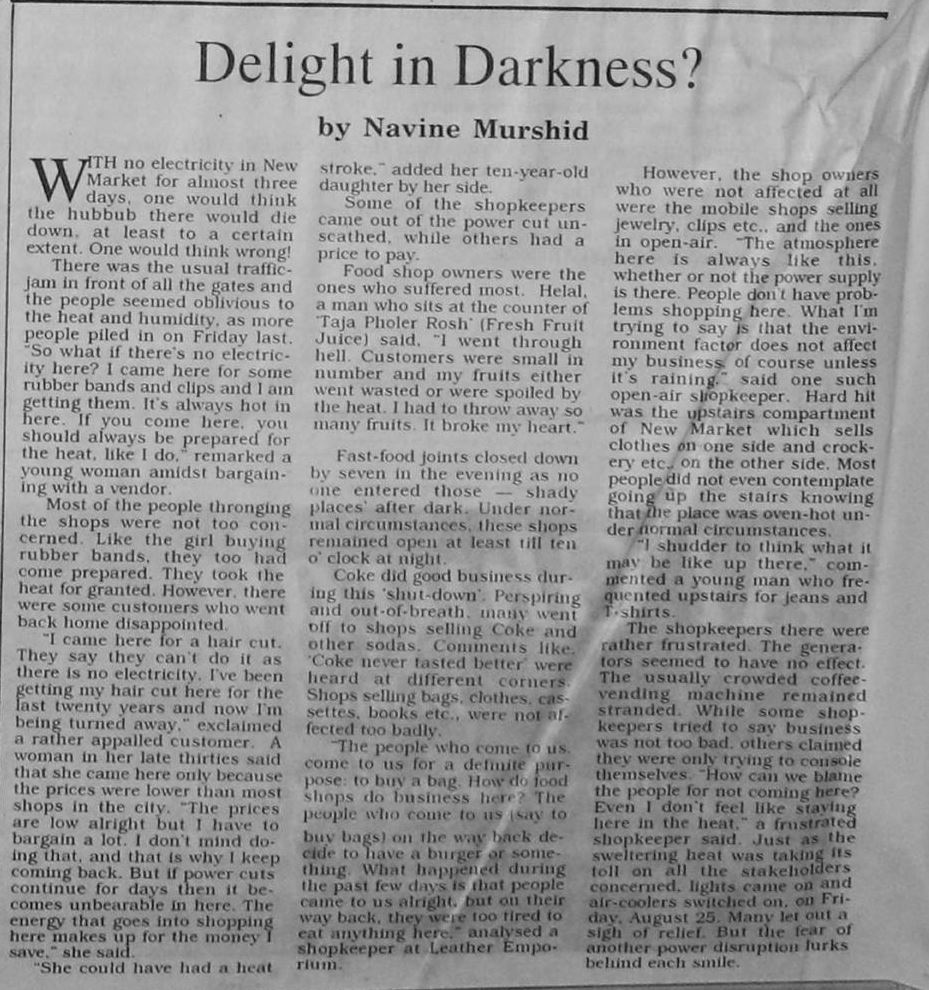 Delight in Darkness?
by Navine Murshid
WITH no electricity in New
Market for almost three
days, one would think
the hubbub there would die
down, at least to a certain
extent. One would think wrong!
There was the usual traffic-
jam in front of all the gates and
the people seemed oblivious to
the heat and humidity, as more
people piled in on Friday last.
"So what if there's no electric-
ity here? I came here for some
rubber bands and clips and I am
getting them. It's always hot in
here. If you come here, you
should always be prepared for
the heat, like I do," remarked a
young woman amidst bargain-
ing with a vendor.
Most of the people thronging
the shops were not too con-
cerned. Like the girl buying
rubber bands, they too had
come prepared. They took the
heat for granted. However, there
were some customers who went
back home disappointed.
"I came here for a hair cut.
They say they can't do it as
there is no electricity. I've been
getting my hair cut here for the
last twenty years and now I'm
being turned away," exclaimed
a rather appalled customer. A
woman in her late thirties said
that she came here only because
the prices were lower than most
shops in the city. "The prices
are low alright but I have to
bargain a lot. I don't mind do-
ing that, and that is why I keep
coming back. But if power cuts
continue for days then it be-
comes unbearable in here. The
energy that goes into shopping
here makes up for the money I
save," she said.
"She could have had a heat
stroke," added her ten-year-old
daughter by her side.
Some of the shopkeepers
came out of the power cut un-
scathed, while others had a
price to pay.
Food shop owners were the
ones who suffered most. Helal,
a man who sits at the counter of
'Taja Pholer Rosh' (Fresh Fruit
Juice) said, "I went through
hell. Customers were small in
number and my fruits either
went wasted or were spoiled by
the heat. I had to throw away so
many fruits. It broke my heart."
Fast-food joints closed down
by seven in the evening as no
one entered those — shady
places' after dark. Under nor-
mal circumstances, these shops
remained open at least till ten
o' clock at night.
Coke did good business dur-
ing this 'shut-down'. Perspiring
and out-of-breath, many went
off to shops selling Coke and
other sodas. Comments like,
'Coke never tasted better' were
heard at different corners.
Shops selling bags, clothes, cas-
settes, books etc., were not af-
fected too badly.
"The people who come to us,
come to us for a definite pur-
pose: to buy a bag. How do food
shops do business here? The
people who come to us (say to
buy bags) on the way back de-
cide to have a burger or some-
thing. What happened during
the past few days is that people
came to us alright, but on their
way back, they were too tired to
eat anything here," analysed a
shopkeeper at Leather Empo-
rium.
However, the shop owners
who were not affected at all
were the mobile shops selling
jewelry, clips etc., and the ones
in open-air. "The atmosphere
here is always like this,
whether or not the power supply
is there. People don't have prob-
lems shopping here. What I'm
trying to say is that the envi-
ronment factor does not affect
my business, of course unless
it's raining," said one such
open-air shopkeeper. Hard hit
was the upstairs compartment
of New Market which sells
clothes on one side and crock-
ery etc., on the other side. Most
people did not even contemplate
going up the stairs knowing
that the place was oven-hot un-
der normal circumstances.
"I shudder to think what it
may be like up there," com-
mented a young man who fre-
quented upstairs for jeans and
T-shirts.
The shopkeepers there were
rather frustrated. The genera-
tors seemed to have no effect.
The usually crowded coffee-
vending machine remained
stranded. While some shop-
keepers tried to say business
was not too bad, others claimed
they were only trying to console
themselves. "How can we blame
the people for not coming here?
Even I don't feel like staying
here in the heat," a frustrated
shopkeeper said. Just as the
sweltering heat was taking its
toll on all the stakeholders
concerned, lights came on and
air-coolers switched on, on Fri-
day, August 25. Many let out a
sigh of relief. But the fear of
another power disruption lurks
behind each smile.